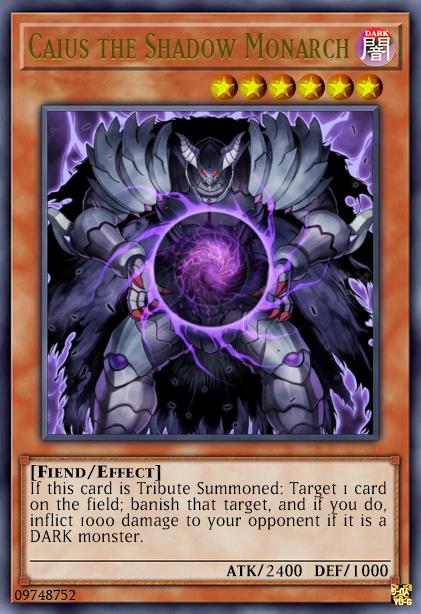 CAIUS THE SHADOW MONARCH
DARK
闇
[FIEND/EFFECT]
If this card is Tribute Summoned: Target 1 card
on the field; banish that target, and if you do,
inflict 1000 damage to your opponent if it is a
DARK monster.
ATK/2400 DEF/1000
09748752